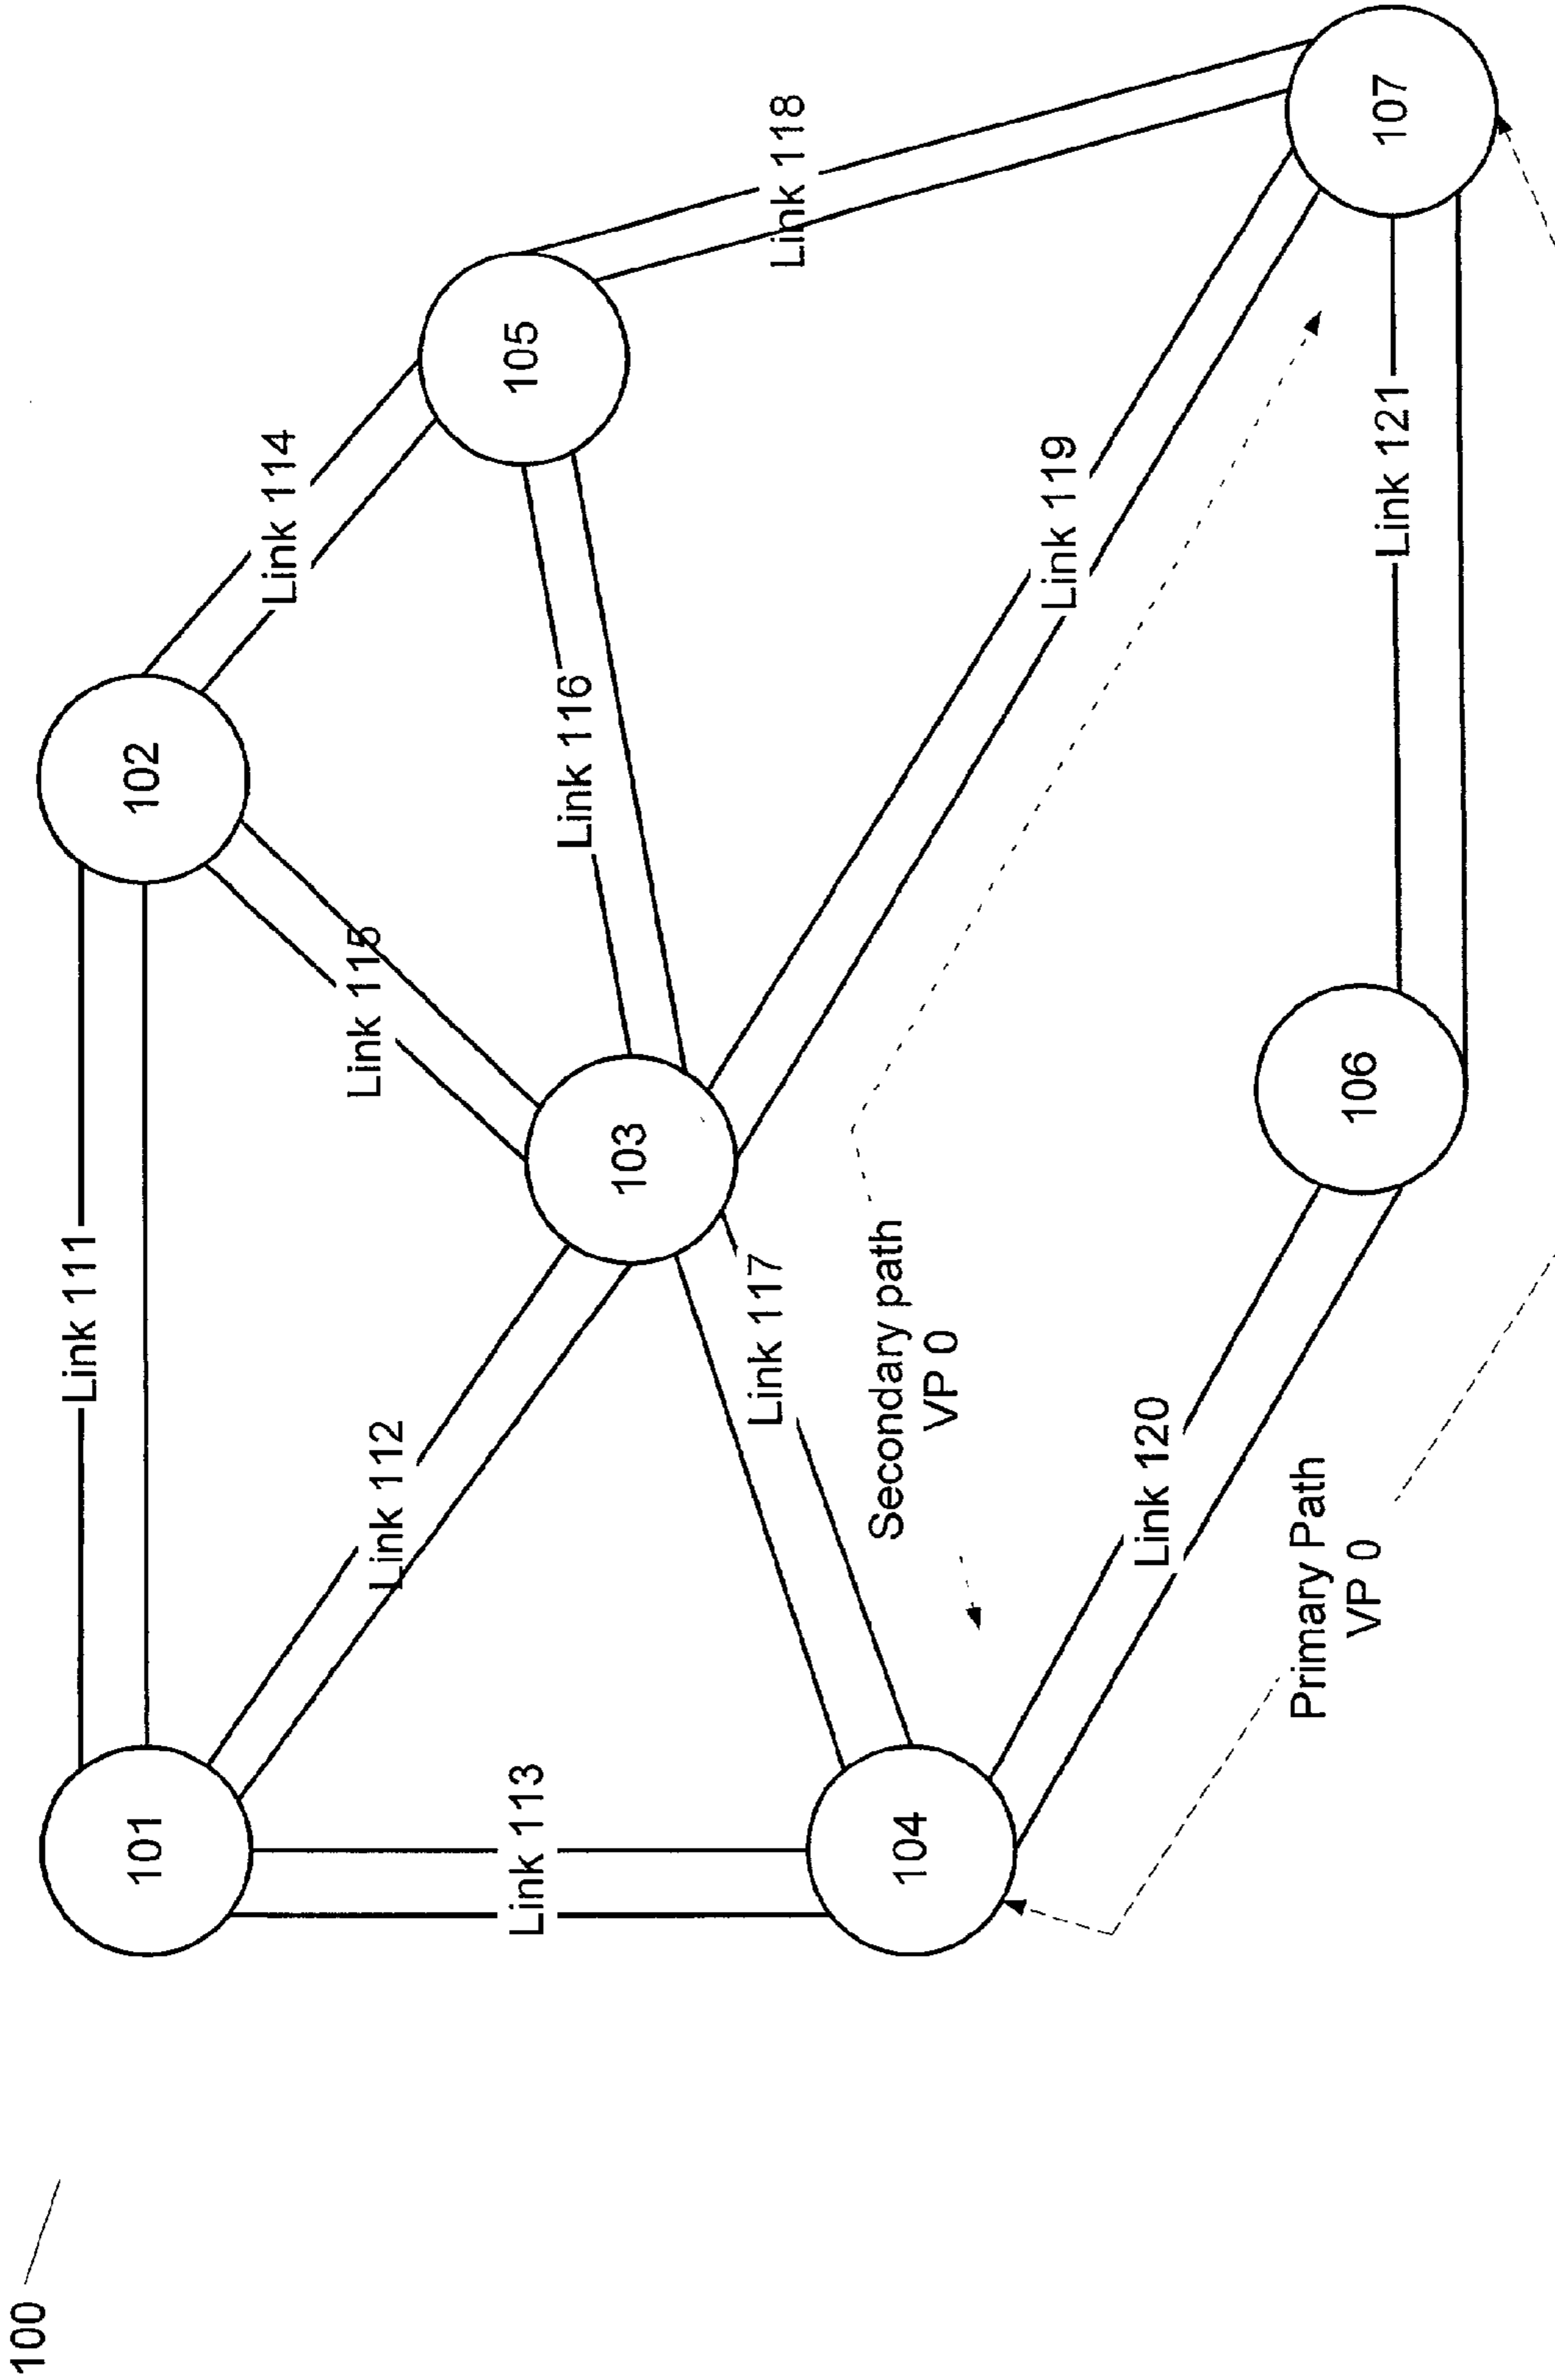 100
101
Link 111
102
Link 112
Link 115
Link 114
Link 113
103
Link 116
105
Link 118
104
Link 117
Secondary path
VP 0
Link 119
Link 120
106
Link 121
107
Primary Path
VP 0